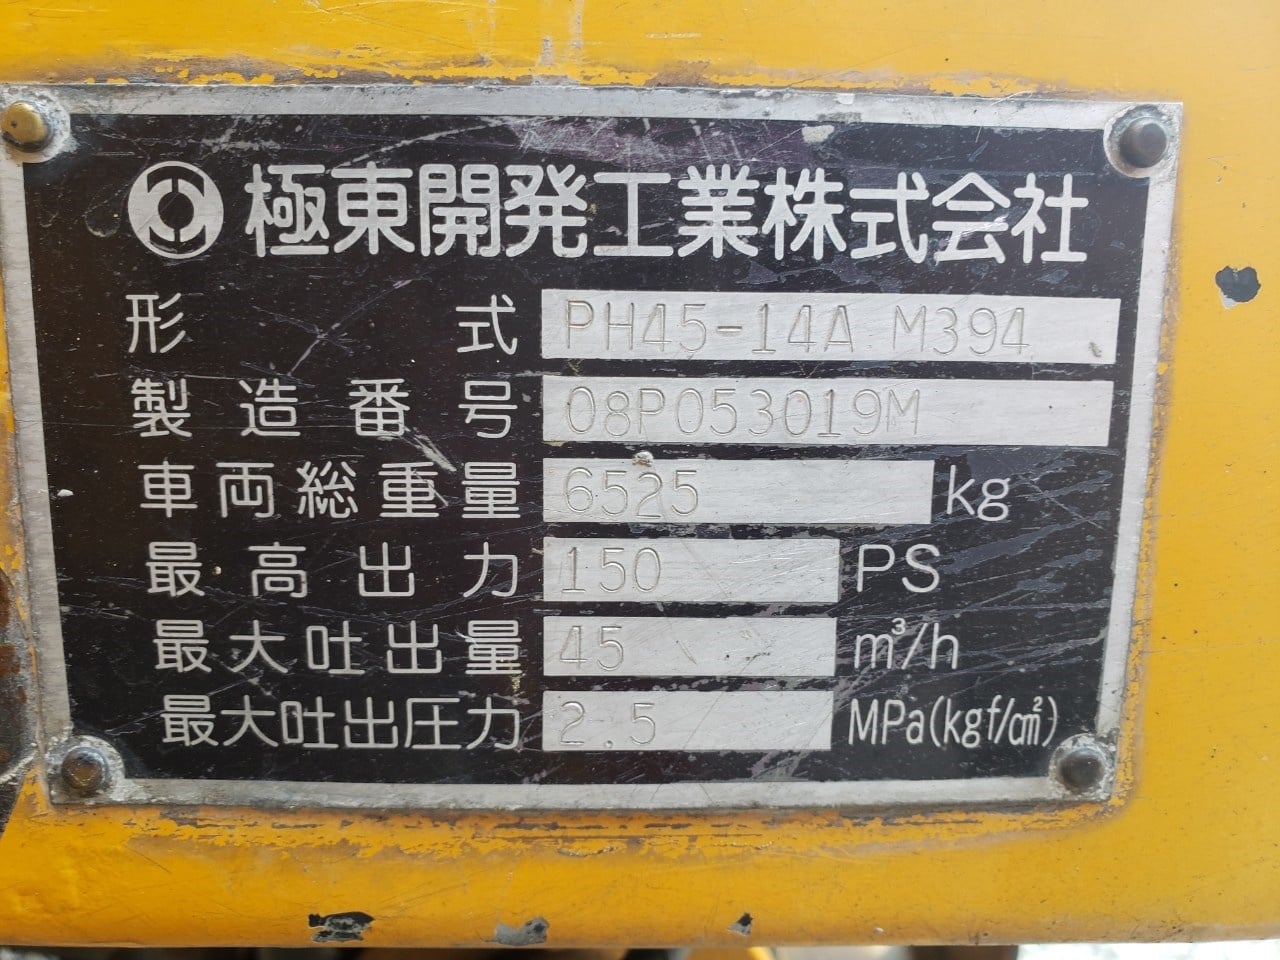 極東開発工業株式会社
形式 PH45-14A M394
製造番号 08P053019M
車両総重量 6525 kg
最高出力 150 PS
最大吐出量 45 m³/h
最大吐出圧力 2.5 MPa(kgf/cm²)